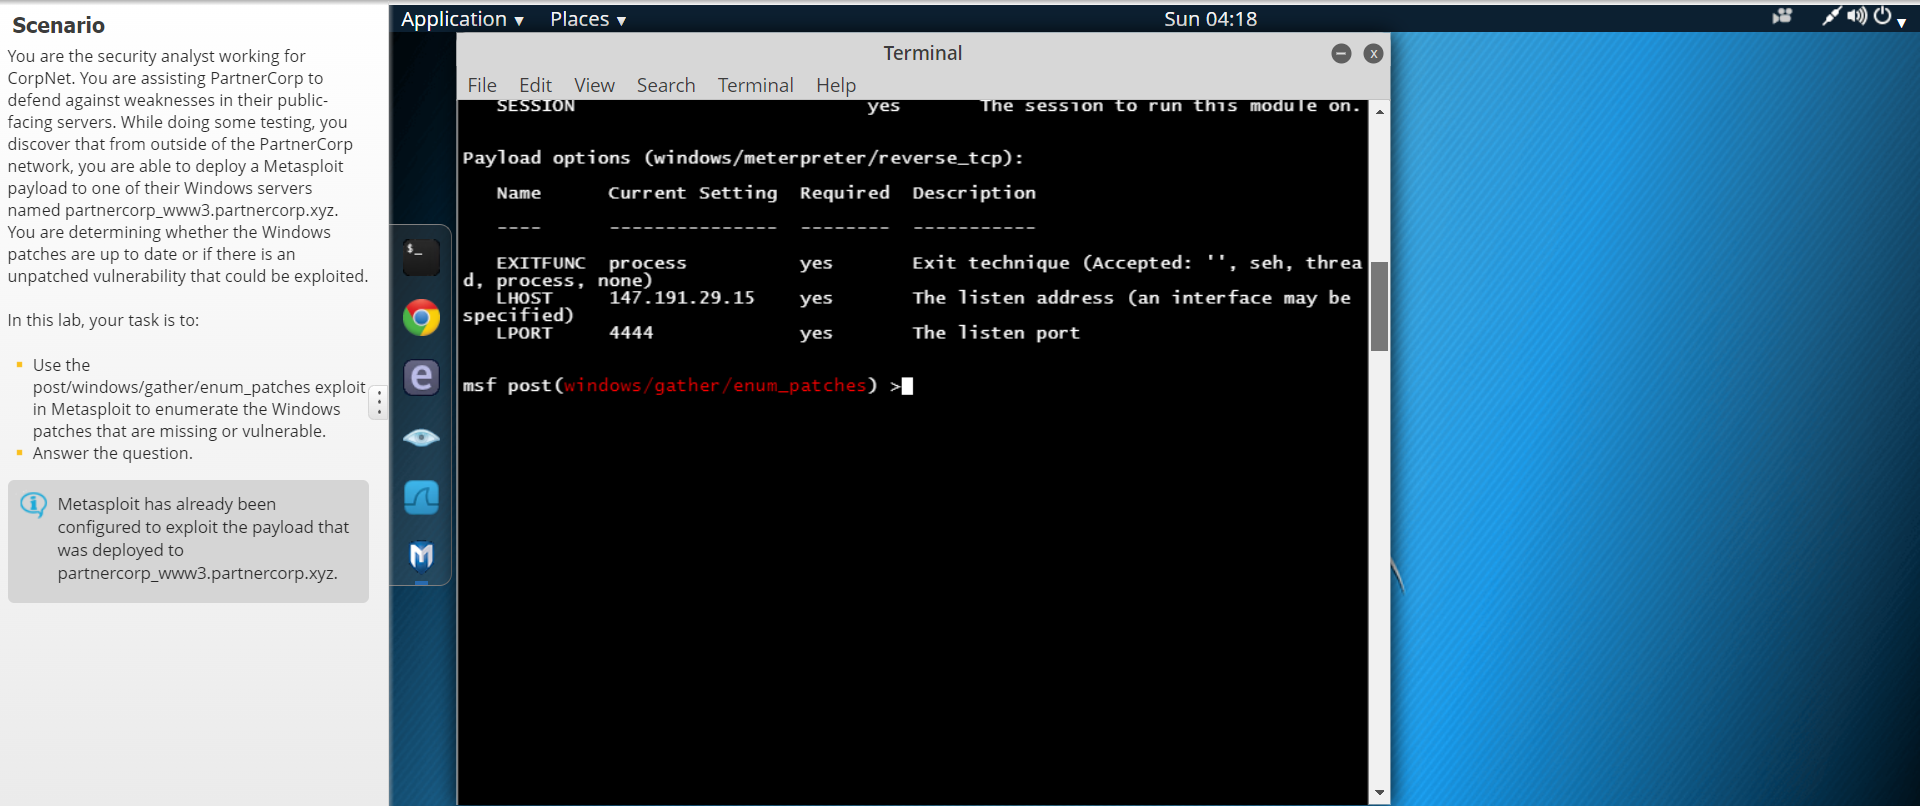 Scenario
You are the security analyst working for
CorpNet. You are assisting PartnerCorp to
defend against weaknesses in their public-
facing servers. While doing some testing, you
discover that from outside of the PartnerCorp
network, you are able to deploy a Metasploit
payload to one of their Windows servers
named partnercorp_www3.partnercorp.xyz.
You are determining whether the Windows
patches are up to date or if there is an
unpatched vulnerability that could be exploited.
In this lab, your task is to:
Use the
post/windows/gather/enum_patches exploit
in Metasploit to enumerate the Windows
patches that are missing or vulnerable.
Answer the question.
Metasploit has already been
configured to exploit the payload that
was deployed to
partnercorp_www3.partnercorp.xyz.
Application ▾ Places ▾ Sun 04:18
Terminal
File Edit View Search Terminal Help
SESSION yes The session to run this module on.
Payload options (windows/meterpreter/reverse_tcp):
Name Current Setting Required Description
---- --------------- -------- -----------
EXITFUNC process yes Exit technique (Accepted: '', seh, threa
d, process, none)
LHOST 147.191.29.15 yes The listen address (an interface may be
specified)
LPORT 4444 yes The listen port
msf post(windows/gather/enum_patches) >
$_
e
M